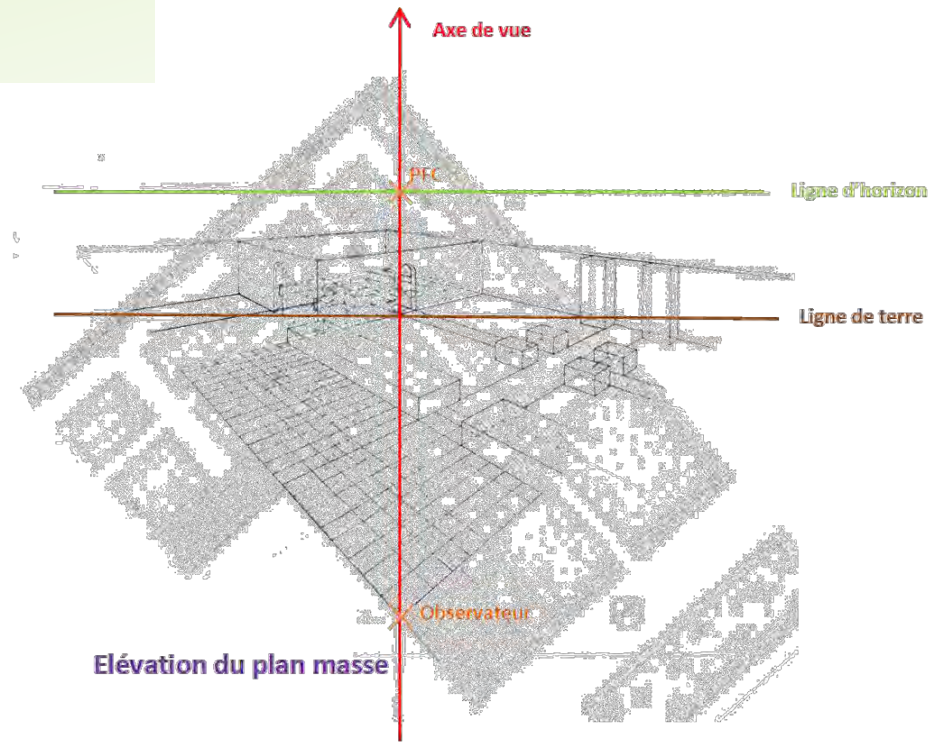 Axe de vue
PFC
Ligne d'horizon
Ligne de terre
Observateur
Elévation du plan masse